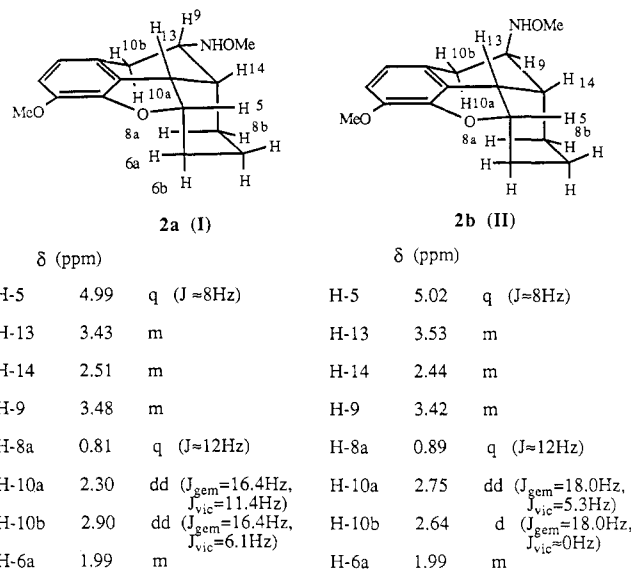 H 9
H 10b
13
NHOMe
H 14
H 10a
MeO
O
H 5
8a H
H 8b
6a H
H
6b H
H
2a (I)
H 10b
13
NHOMe
H 9
H 14
H 10a
MeO
O
H 5
8a H
H 8b
H
H
H
H
2b (II)
δ (ppm)
H-5 4.99 q (J ≈8Hz)
H-13 3.43 m
H-14 2.51 m
H-9 3.48 m
H-8a 0.81 q (J≈12Hz)
H-10a 2.30 dd (Jgem=16.4Hz,
Jvic=11.4Hz)
H-10b 2.90 dd (Jgem=16.4Hz,
Jvic=6.1Hz)
H-6a 1.99 m
δ (ppm)
H-5 5.02 q (J≈8Hz)
H-13 3.53 m
H-14 2.44 m
H-9 3.42 m
H-8a 0.89 q (J≈12Hz)
H-10a 2.75 dd (Jgem=18.0Hz,
Jvic=5.3Hz)
H-10b 2.64 d (Jgem=18.0Hz,
Jvic≈0Hz)
H-6a 1.99 m